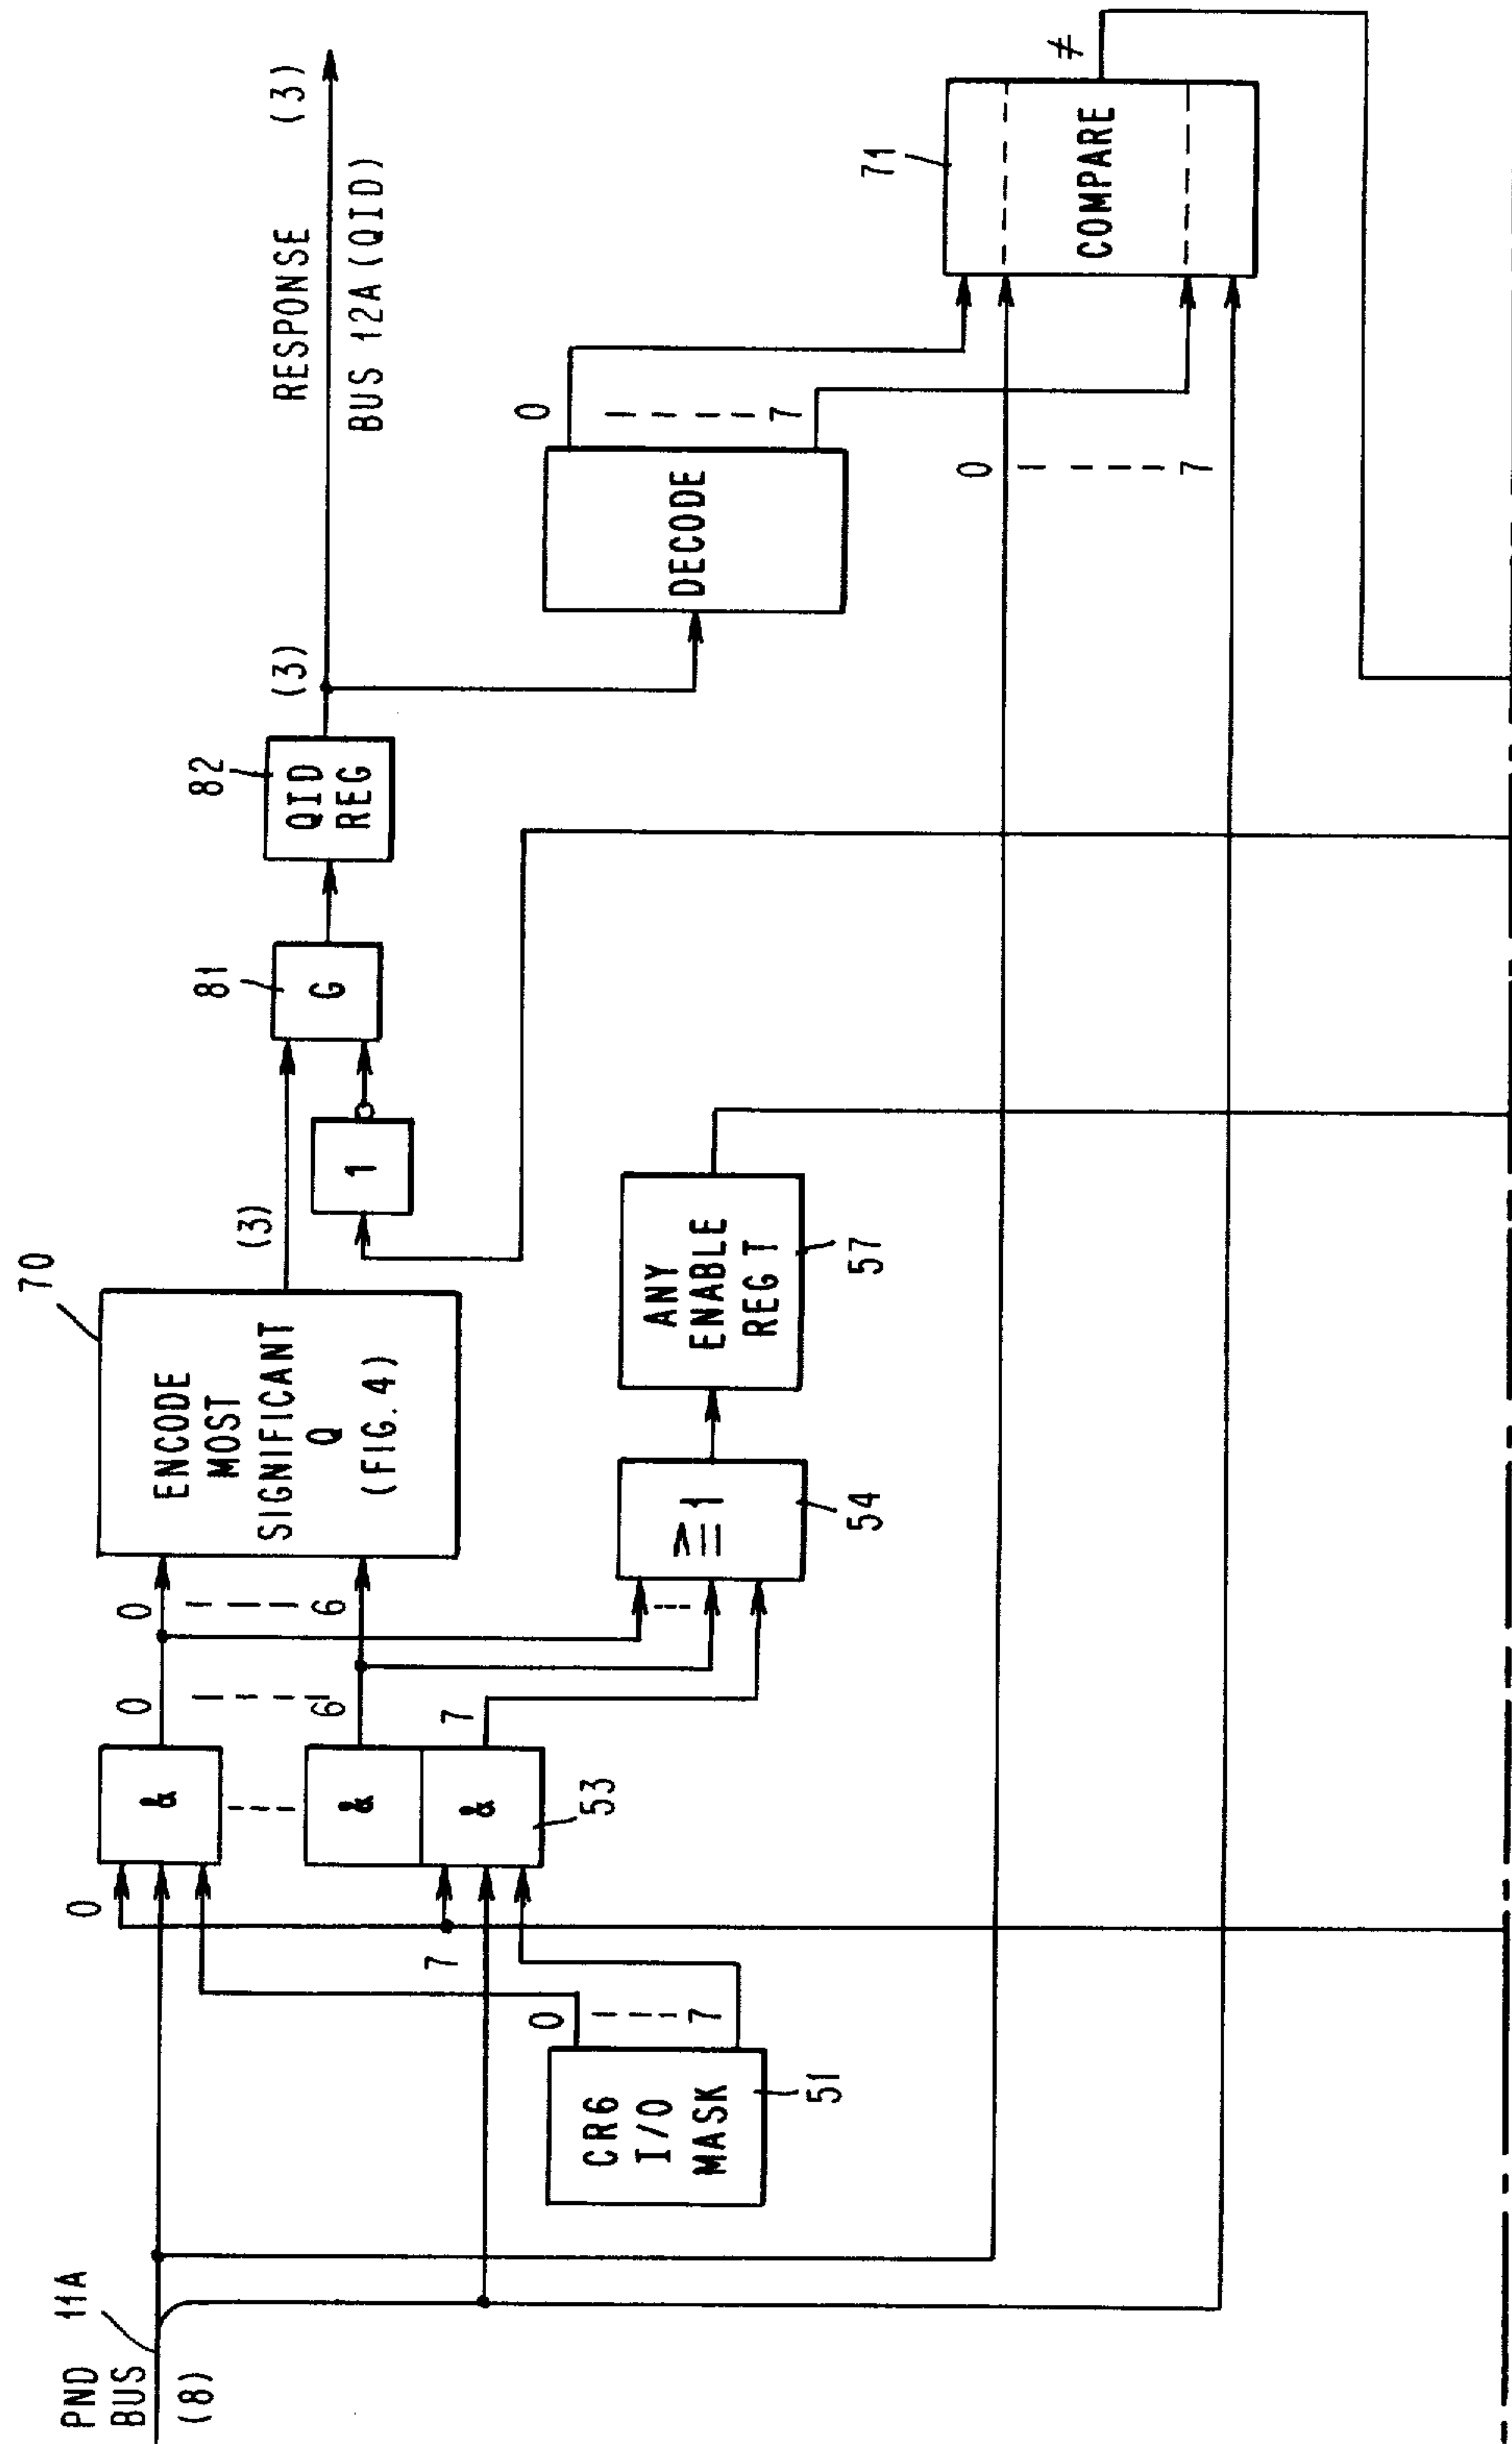 PND
BUS
11A
(8)
CR6
I/O
MASK
51
0
7
0
7
&
&
&
53
0
6
7
0
6
ENCODE
MOST
SIGNIFICANT
Q
(FIG. 4)
70
≥1
54
ANY
ENABLE
REG T
57
(3)
1
G
81
QID
REG
82
(3)
RESPONSE
(3)
BUS 12A (QID)
DECODE
0
7
0
7
COMPARE
71
≠